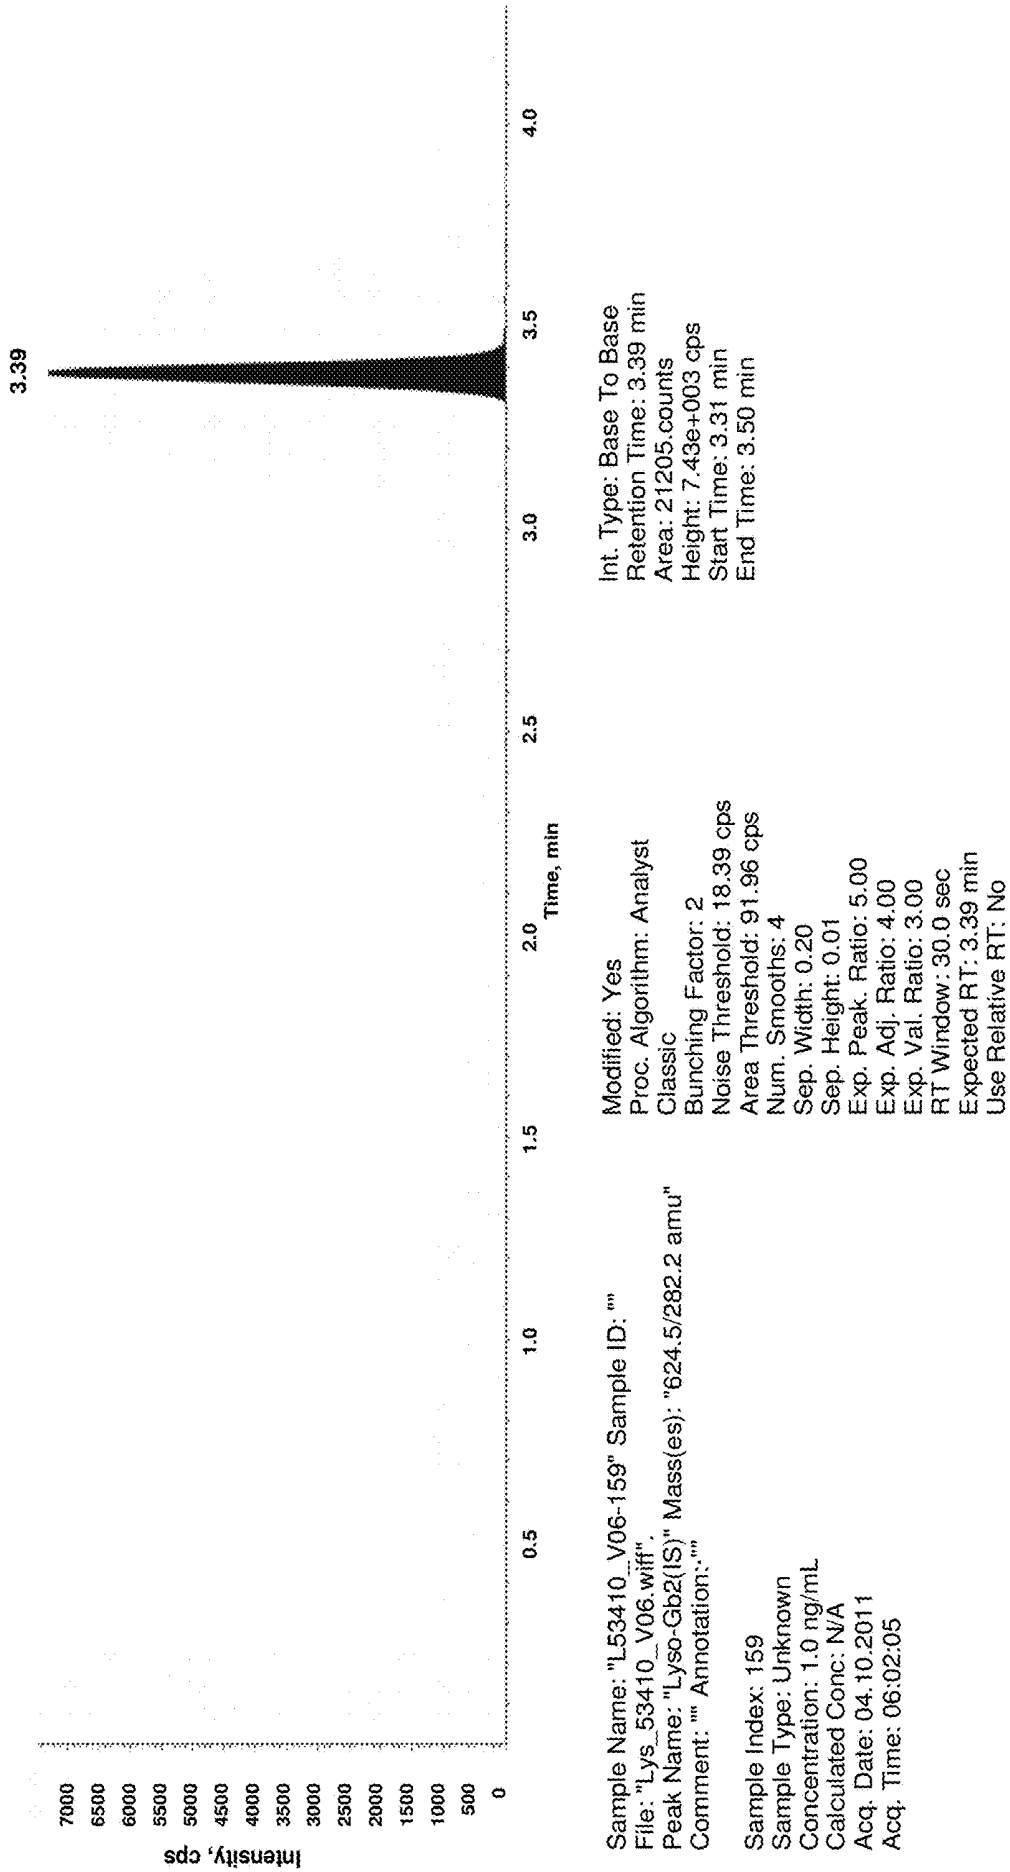 3.39
Intensity, cps
7000
6500
6000
5500
5000
4500
4000
3500
3000
2500
2000
1500
1000
500
0
0.5
1.0
1.5
2.0
2.5
3.0
3.5
4.0
Time, min
Sample Name: "L53410_V06-159" Sample ID: ""
File: "Lys_53410_V06.wiff".
Peak Name: "Lyso-Gb2(IS)" Mass(es): "624.5/282.2 amu"
Comment: "" Annotation:·""
Sample Index: 159
Sample Type: Unknown
Concentration: 1.0 ng/mL
Calculated Conc: N/A
Acq. Date: 04.10.2011
Acq. Time: 06:02:05
Modified: Yes
Proc. Algorithm: Analyst
Classic
Bunching Factor: 2
Noise Threshold: 18.39 cps
Area Threshold: 91.96 cps
Num. Smooths: 4
Sep. Width: 0.20
Sep. Height: 0.01
Exp. Peak. Ratio: 5.00
Exp. Adj. Ratio: 4.00
Exp. Val. Ratio: 3.00
RT Window: 30.0 sec
Expected RT: 3.39 min
Use Relative RT: No
Int. Type: Base To Base
Retention Time: 3.39 min
Area: 21205.counts
Height: 7.43e+003 cps
Start Time: 3.31 min
End Time: 3.50 min